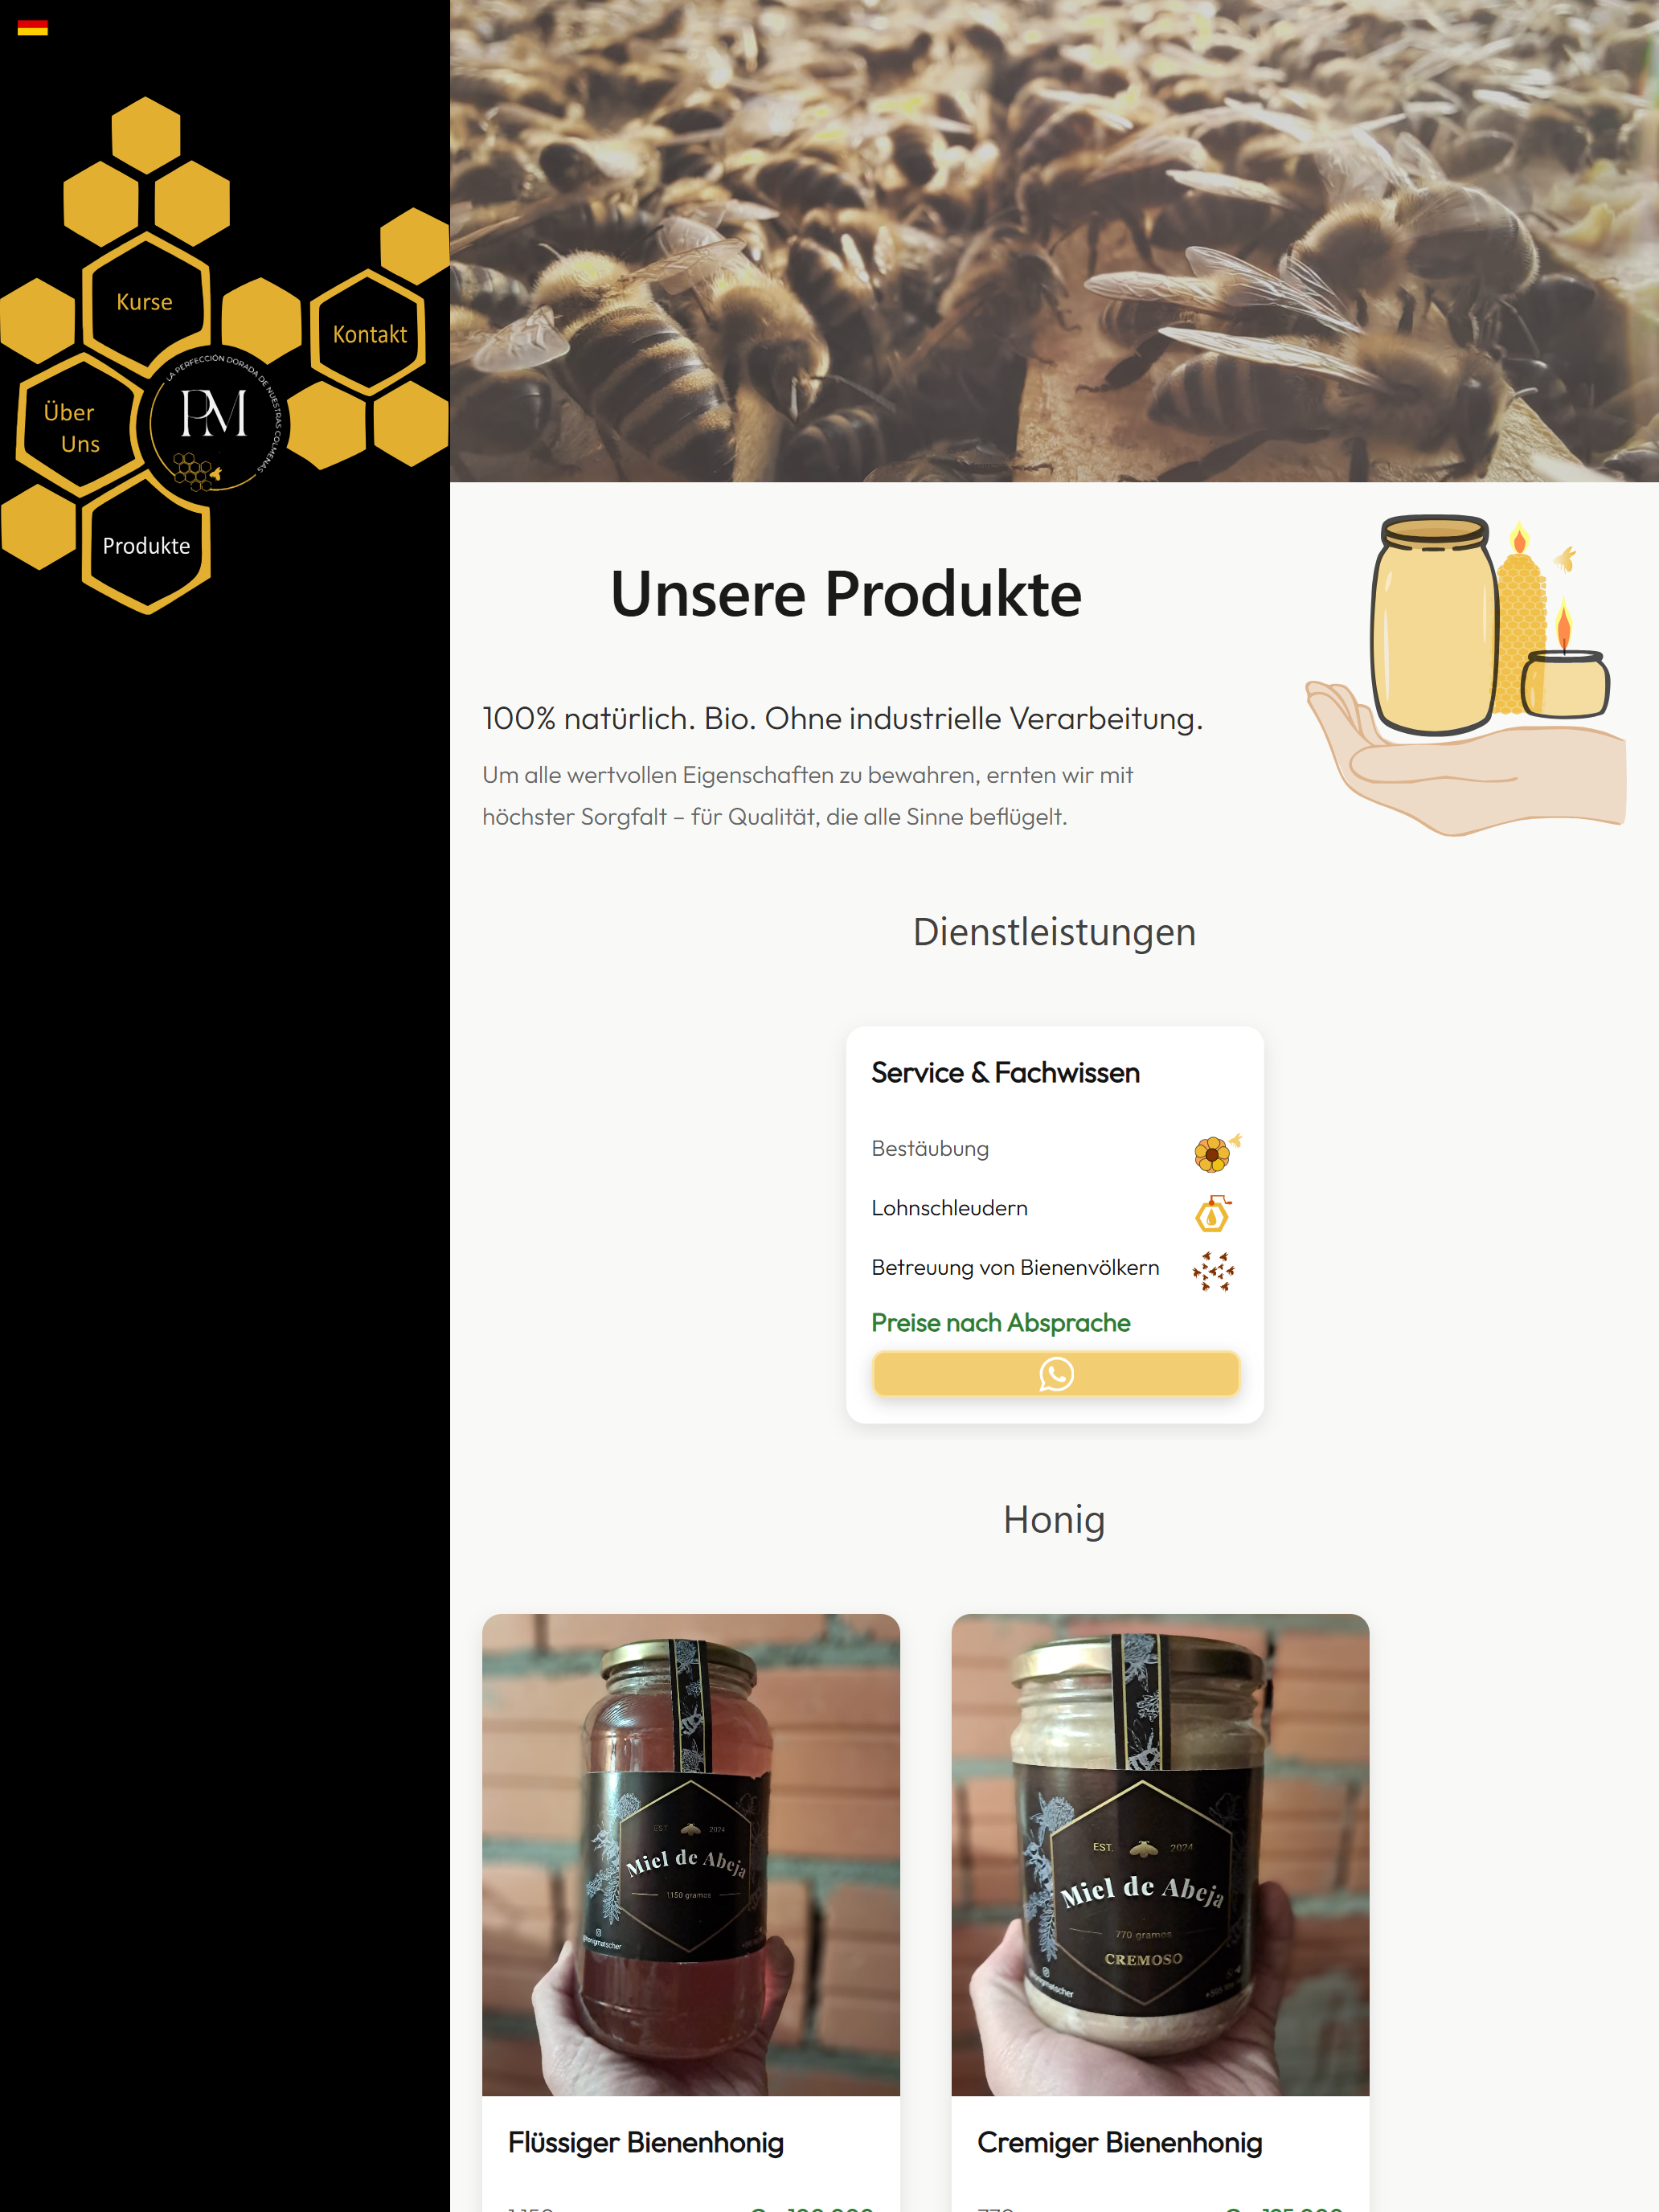 Kurse
Kontakt
LA PERFECCIÓN DORADA DE NUESTRAS COLMENAS
PM
Über
Uns
Produkte
Unsere Produkte
100% natürlich. Bio. Ohne industrielle Verarbeitung.
Um alle wertvollen Eigenschaften zu bewahren, ernten wir mit
höchster Sorgfalt – für Qualität, die alle Sinne beflügelt.
Dienstleistungen
Service & Fachwissen
Bestäubung
Lohnschleudern
Betreuung von Bienenvölkern
Preise nach Absprache
Honig
EST. 2024
Miel de Abeja
1150 gramos
EST. 2024
Miel de Abeja
770 gramos
CREMOSO
Flüssiger Bienenhonig
Cremiger Bienenhonig